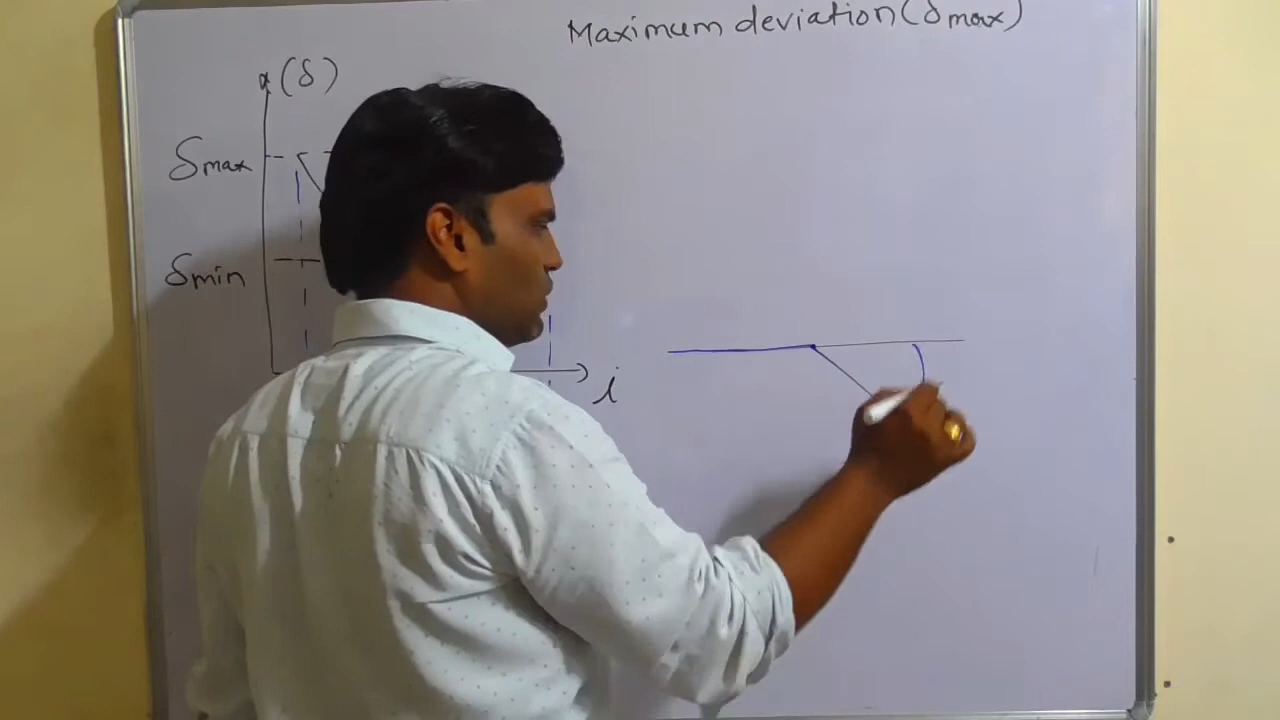 Maximum deviation (δmax)
(δ)
δmax
δmin
i